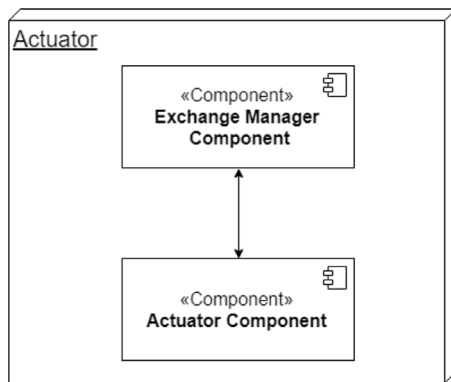 Actuator
«Component»
Exchange Manager
Component
«Component»
Actuator Component